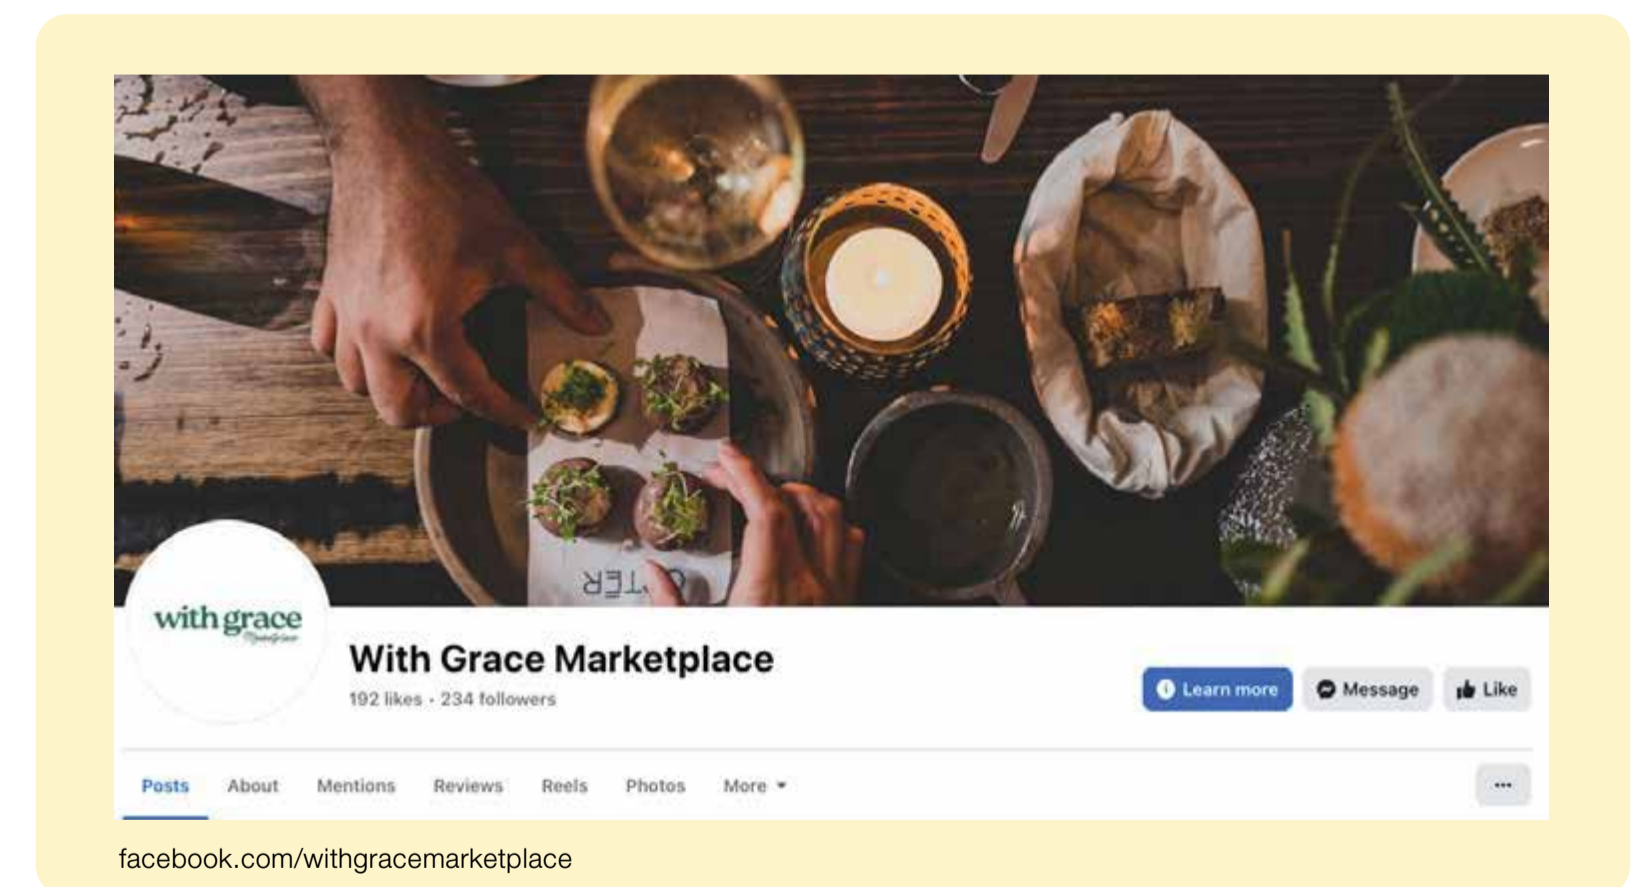 with grace
With Grace Marketplace
192 likes · 234 followers
Learn more
Message
Like
Posts
About
Mentions
Reviews
Reels
Photos
More
facebook.com/withgracemarketplace